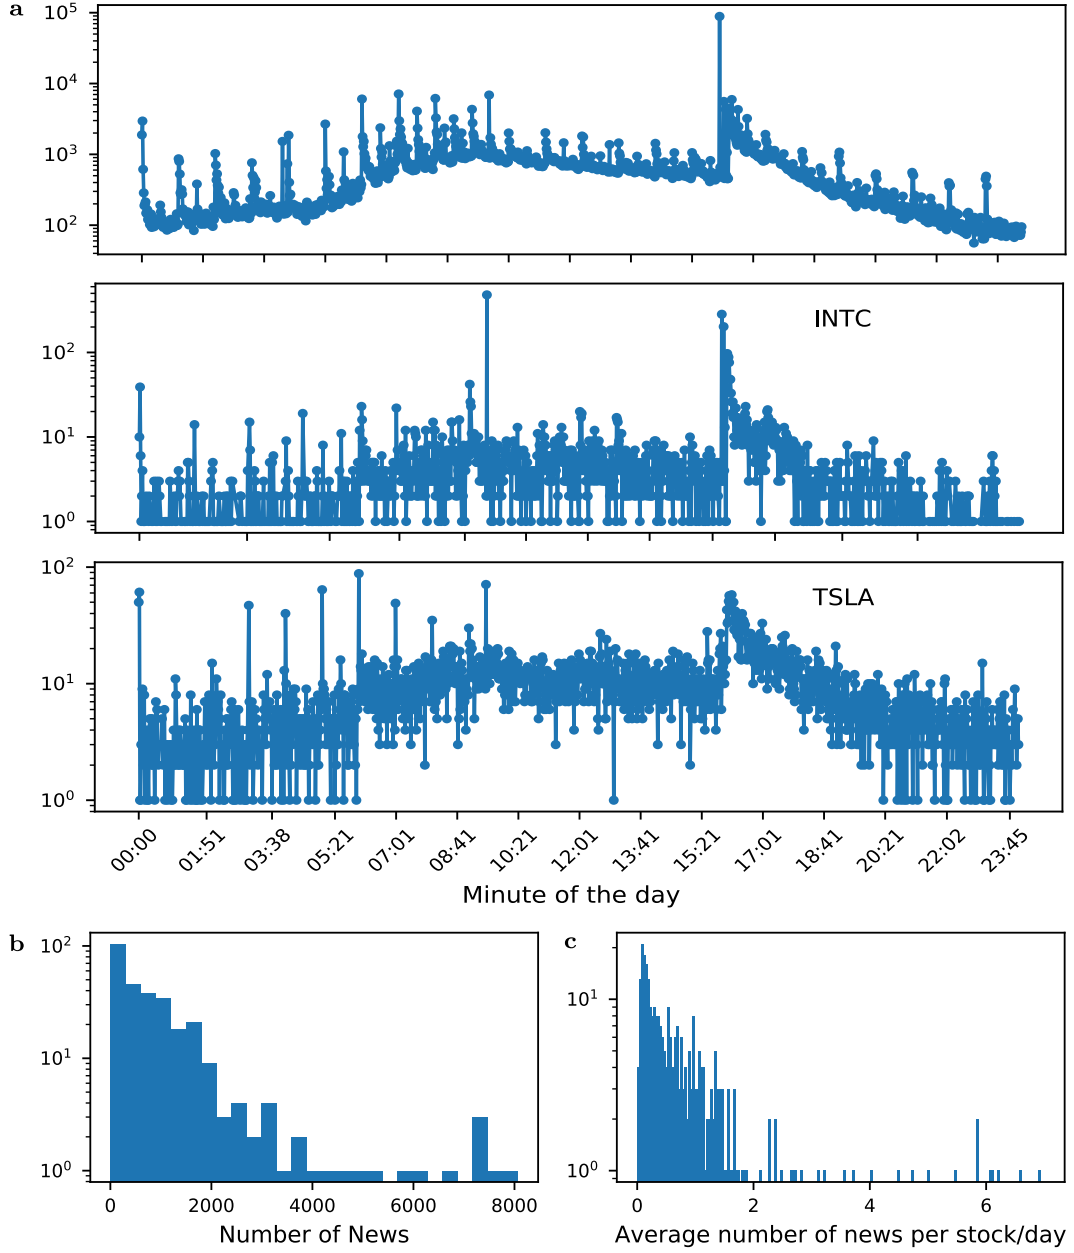 a
10^5
10^4
10^3
10^2
INTC
10^2
10^1
10^0
TSLA
10^2
10^1
10^0
00:00 01:51 03:38 05:21 07:01 08:41 10:21 12:01 13:41 15:21 17:01 18:41 20:21 22:02 23:45
Minute of the day
b
10^2
10^1
10^0
0 2000 4000 6000 8000
Number of News
c
10^1
10^0
0 2 4 6
Average number of news per stock/day